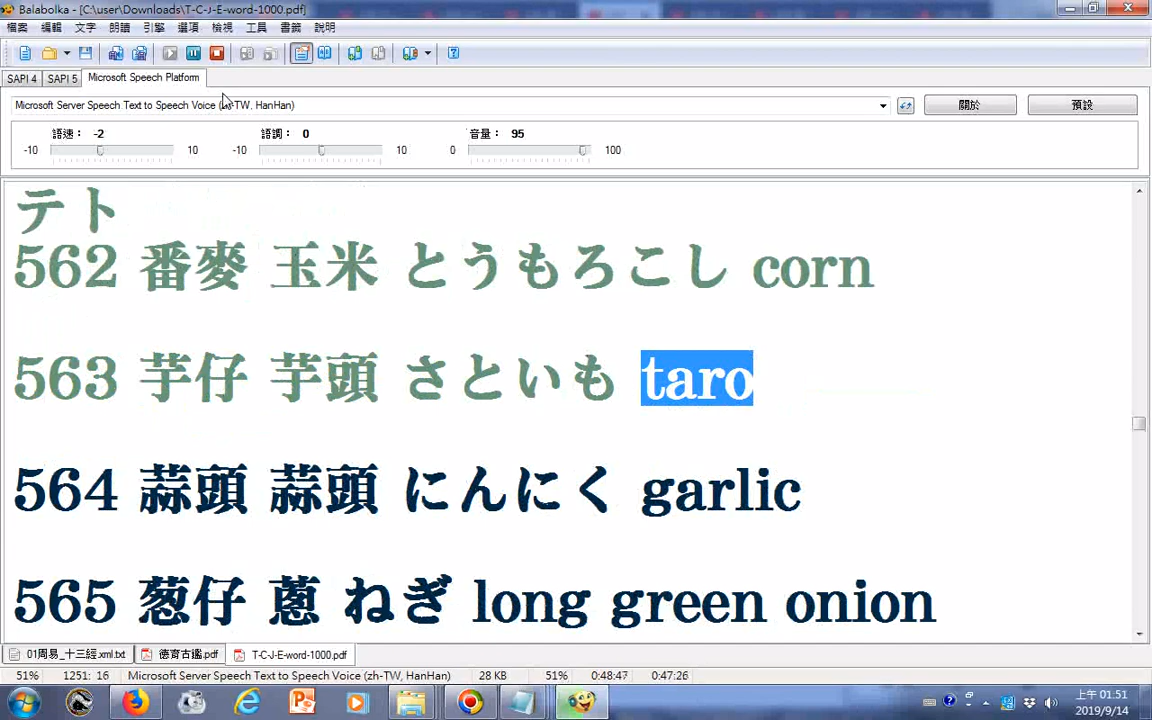 Balabolka - [C:\user\Downloads\T-C-J-E-word-1000.pdf]
檔案 編輯 文字 朗讀 引擎 選項 檢視 工具 書籤 說明
SAPI 4 SAPI 5 Microsoft Speech Platform
Microsoft Server Speech Text to Speech Voice (zh-TW, HanHan) 關於 預設
語速： -2 語調： 0 音量： 95
-10 10 -10 10 0 100
テト
562 番麥 玉米 とうもろこし corn
563 芋仔 芋頭 さといも taro
564 蒜頭 蒜頭 にんにく garlic
565 葱仔 蔥 ねぎ long green onion
01周易_十三經.xml.txt 德育古鑑.pdf T-C-J-E-word-1000.pdf
51% 1251: 16 Microsoft Server Speech Text to Speech Voice (zh-TW, HanHan) 28 KB 51% 0:48:47 0:47:26
上午 01:51
2019/9/14